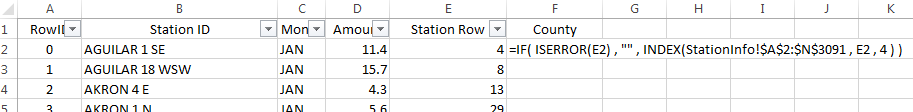 A B C D E F G H I J K
1 RowID Station ID Mon Amour Station Row County
2 0 AGUILAR 1 SE JAN 11.4 4 =IF( ISERROR(E2) , "" , INDEX(StationInfo!$A$2:$N$3091 , E2 , 4 ) )
3 1 AGUILAR 18 WSW JAN 15.7 8
4 2 AKRON 4 E JAN 4.3 13
5 3 AKRON 1 N JAN 5.6 29